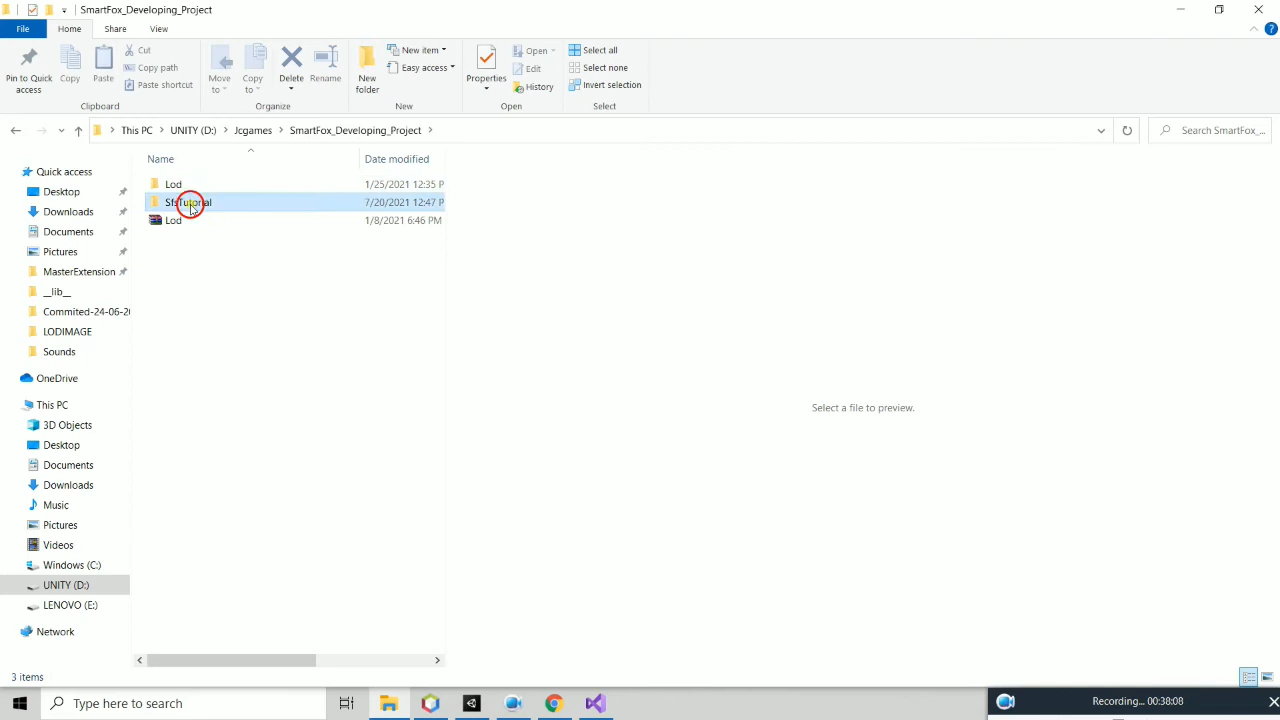 SmartFox_Developing_Project
File Home Share View
Pin to Quick access
Copy
Paste
Cut
Copy path
Paste shortcut
Clipboard
Move to
Copy to
Delete
Rename
Organize
New folder
New item
Easy access
New
Properties
Open
Edit
History
Open
Select all
Select none
Invert selection
Select
This PC UNITY (D:) Jcgames SmartFox_Developing_Project
Search SmartFox_...
Name Date modified
Lod 1/25/2021 12:35 P
SfsTutorial 7/20/2021 12:47 P
Lod 1/8/2021 6:46 PM
Quick access
Desktop
Downloads
Documents
Pictures
MasterExtension
__lib__
Commited-24-06-20
LODIMAGE
Sounds
OneDrive
This PC
3D Objects
Desktop
Documents
Downloads
Music
Pictures
Videos
Windows (C:)
UNITY (D:)
LENOVO (E:)
Network
Select a file to preview.
3 items
Type here to search
Recording... 00:38:08